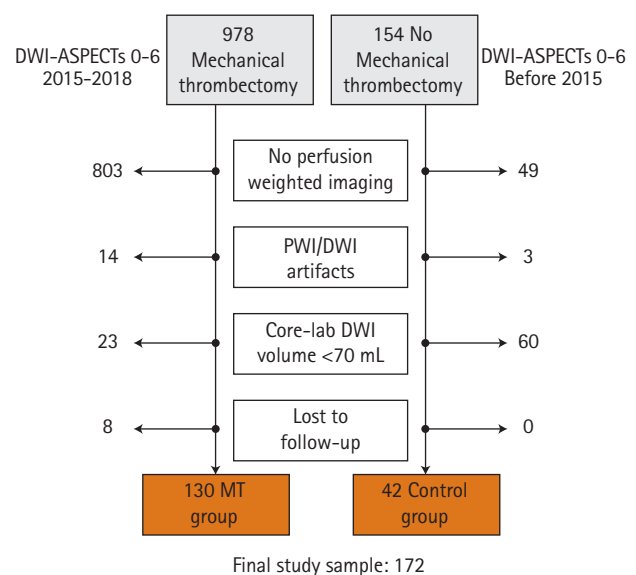 DWI-ASPECTs 0-6
2015-2018
978
Mechanical
thrombectomy
154 No
Mechanical
thrombectomy
DWI-ASPECTs 0-6
Before 2015
803
No perfusion
weighted imaging
49
14
PWI/DWI
artifacts
3
23
Core-lab DWI
volume <70 mL
60
8
Lost to
follow-up
0
130 MT
group
42 Control
group
Final study sample: 172